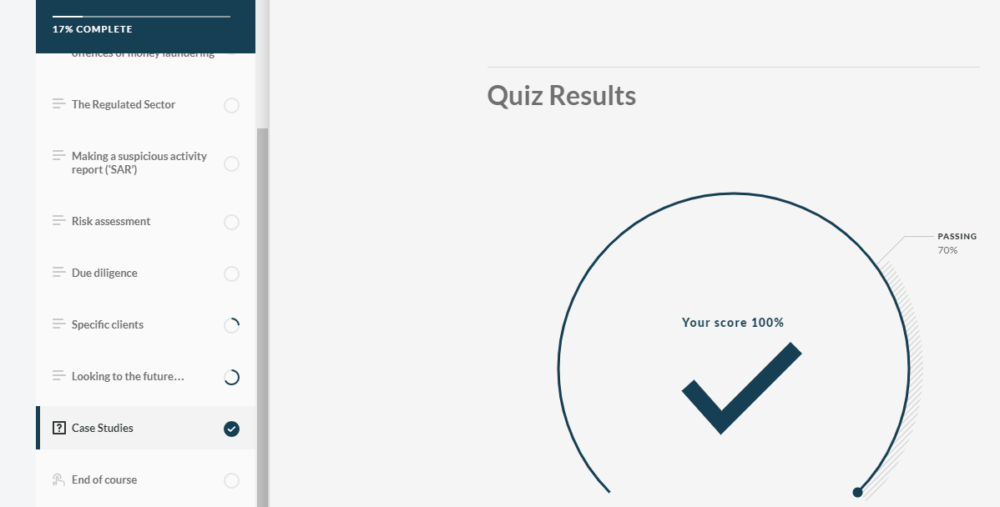 17% COMPLETE
offences of money laundering
The Regulated Sector
Making a suspicious activity
report (‘SAR’)
Risk assessment
Due diligence
Specific clients
Looking to the future…
Case Studies
End of course
Quiz Results
PASSING
70%
Your score 100%